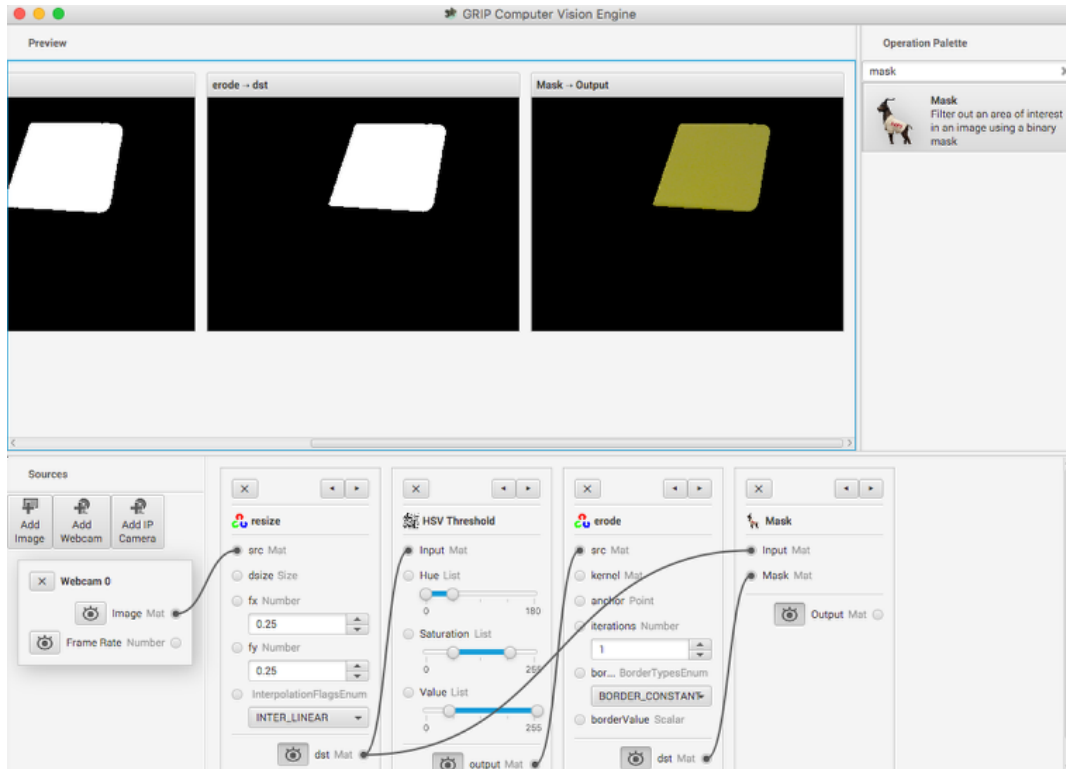 GRIP Computer Vision Engine
Preview
Operation Palette
erode → dst
Mask → Output
mask
Mask
Filter out an area of interest
in an image using a binary
mask
Sources
Add Image
Add Webcam
Add IP Camera
Webcam 0
Image Mat
Frame Rate Number
resize
src Mat
dsize Size
fx Number
0.25
fy Number
0.25
InterpolationFlagsEnum
INTER_LINEAR
dst Mat
HSV Threshold
Input Mat
Hue List
0 180
Saturation List
0 255
Value List
0 255
output Mat
erode
src Mat
kernel Mat
anchor Point
iterations Number
1
bor... BorderTypesEnum
BORDER_CONSTANT
borderValue Scalar
dst Mat
Mask
Input Mat
Mask Mat
Output Mat